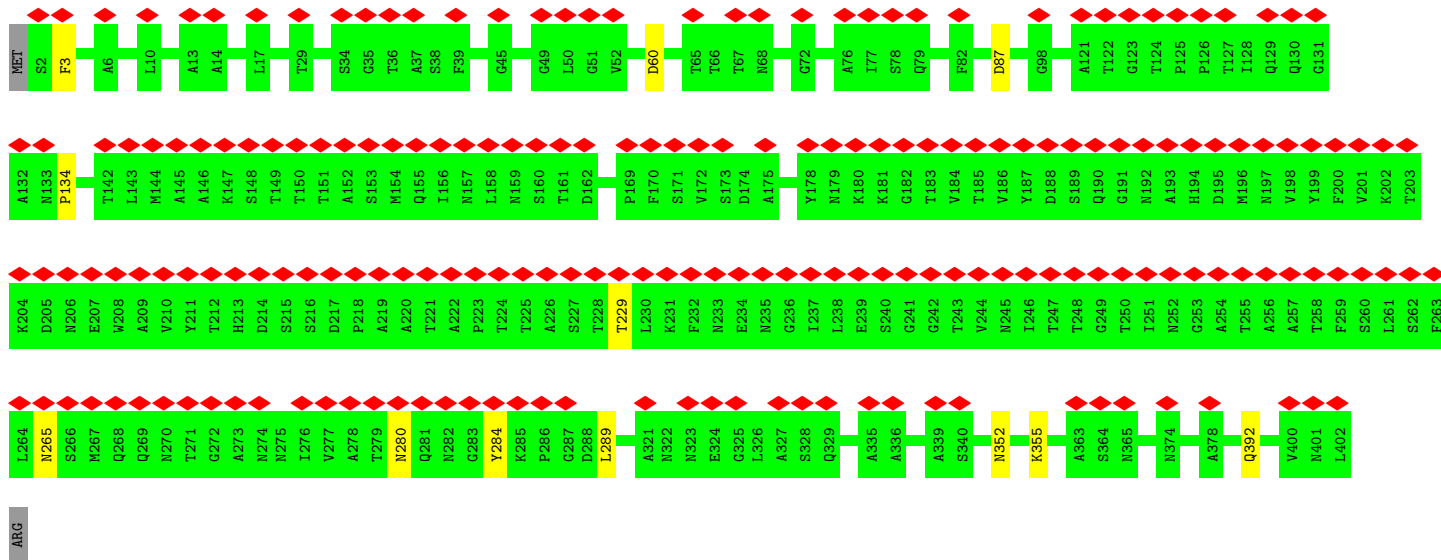 MET S2 F3 A6 L10 A13 A14 L17 T29 S34 G35 T36 A37 S38 F39 G45 G49 L50 G51 V52 D60 T65 T66 T67 N68 G72 A76 I77 S78 Q79 F82 D87 G98 A121 T122 G123 T124 P125 P126 T127 I128 Q129 Q130 G131
A132 N133 P134 T142 L143 M144 A145 A146 K147 S148 T149 T150 T151 A152 S153 M154 Q155 I156 N157 L158 N159 S160 T161 D162 P169 F170 S171 V172 S173 D174 A175 Y178 N179 K180 K181 G182 T183 V184 T185 V186 Y187 D188 S189 Q190 G191 N192 A193 H194 D195 M196 N197 V198 Y199 F200 V201 K202 T203
K204 D205 N206 E207 W208 A209 V210 Y211 T212 H213 D214 S215 S216 D217 P218 A219 A220 T221 A222 P223 T224 T225 A226 S227 T228 T229 L230 K231 F232 N233 E234 N235 G236 I237 L238 E239 S240 G241 G242 T243 V244 N245 I246 T247 T248 G249 T250 I251 N252 G253 A254 T255 A256 A257 T258 F259 S260 L261 S262 F263
L264 N265 S266 M267 Q268 Q269 N270 T271 G272 A273 N274 N275 I276 V277 A278 T279 N280 Q281 N282 G283 Y284 K285 P286 G287 D288 L289 A321 N322 N323 E324 G325 L326 A327 S328 Q329 A335 A336 A339 S340 N352 K355 A363 S364 N365 N374 A378 Q392 V400 N401 L402
ARG